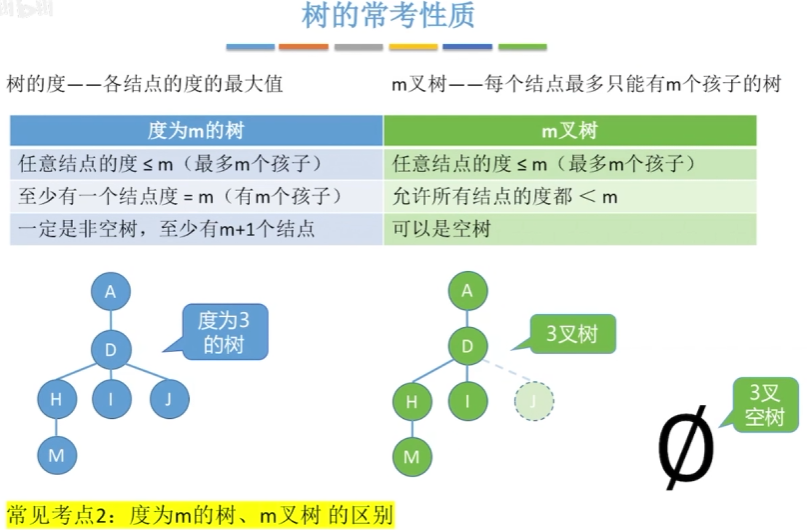 树的常考性质
树的度——各结点的度的最大值
m叉树——每个结点最多只能有m个孩子的树
度为m的树
m叉树
任意结点的度 ≤ m（最多m个孩子）
任意结点的度 ≤ m（最多m个孩子）
至少有一个结点度 = m（有m个孩子）
允许所有结点的度都 < m
一定是非空树，至少有m+1个结点
可以是空树
A
D
H
I
J
M
度为3
的树
A
D
H
I
J
M
3叉树
Ø
3叉
空树
常见考点2：度为m的树、m叉树 的区别